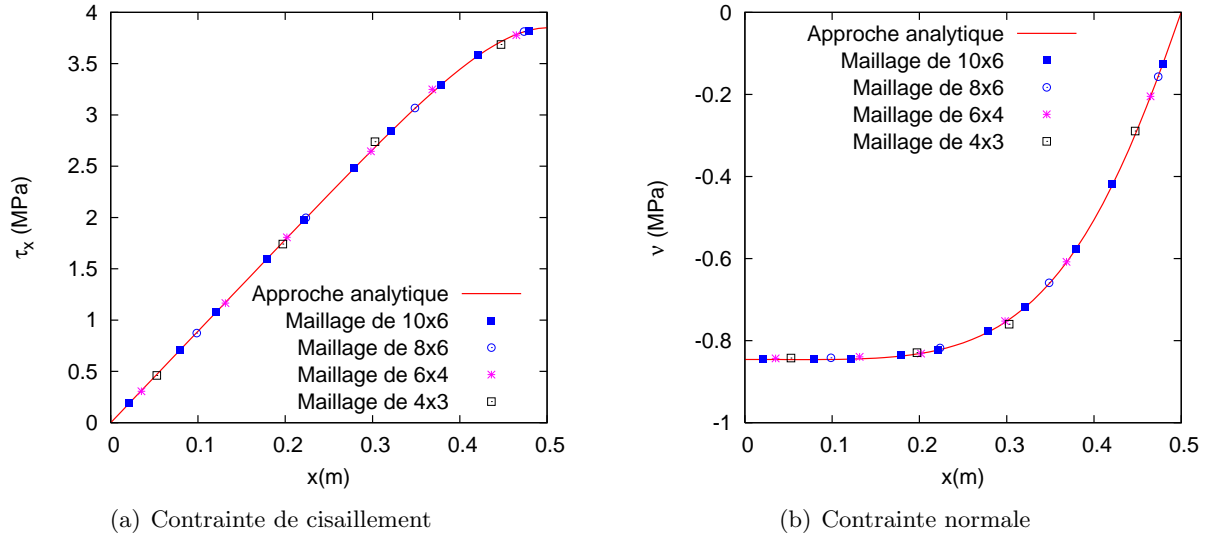 4
3.5
3
2.5
2
1.5
1
0.5
0
τx (MPa)
Approche analytique
Maillage de 10x6
Maillage de 8x6
Maillage de 6x4
Maillage de 4x3
0 0.1 0.2 0.3 0.4 0.5
x(m)
(a) Contrainte de cisaillement
0
-0.2
-0.4
-0.6
-0.8
-1
ν (MPa)
Approche analytique
Maillage de 10x6
Maillage de 8x6
Maillage de 6x4
Maillage de 4x3
0 0.1 0.2 0.3 0.4 0.5
x(m)
(b) Contrainte normale